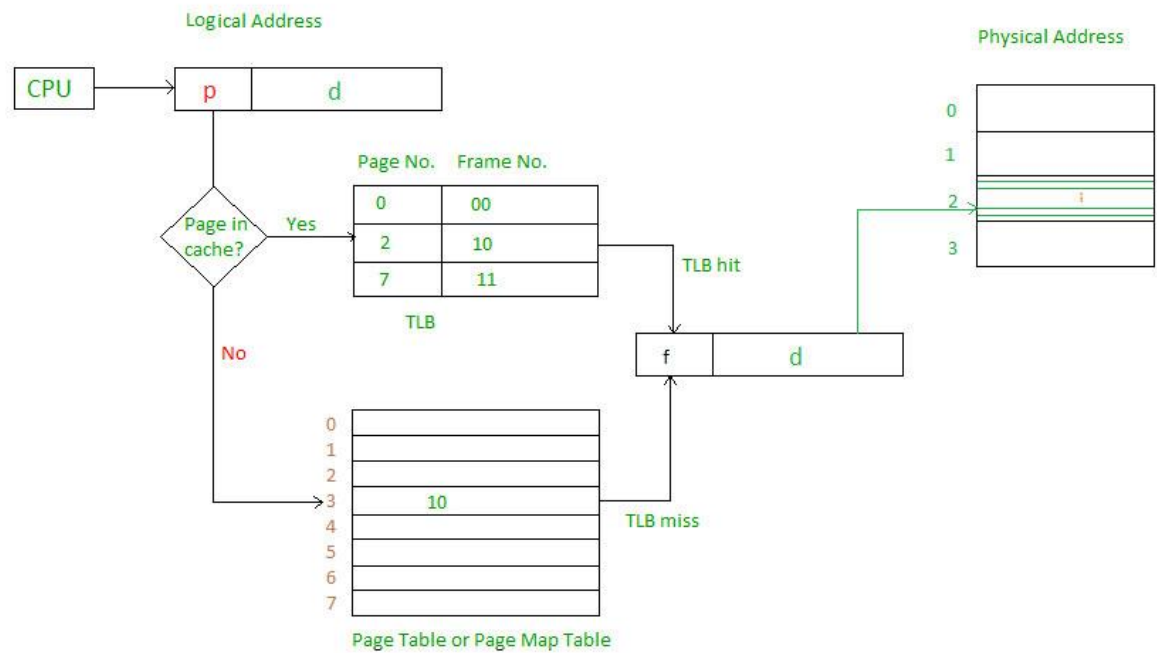 Logical Address
Physical Address
CPU
p d
0
1
2 i
3
Page No. Frame No.
0 00
2 10
7 11
TLB
Page in
cache?
Yes
No
TLB hit
f d
0
1
2
3 10
4
5
6
7
TLB miss
Page Table or Page Map Table